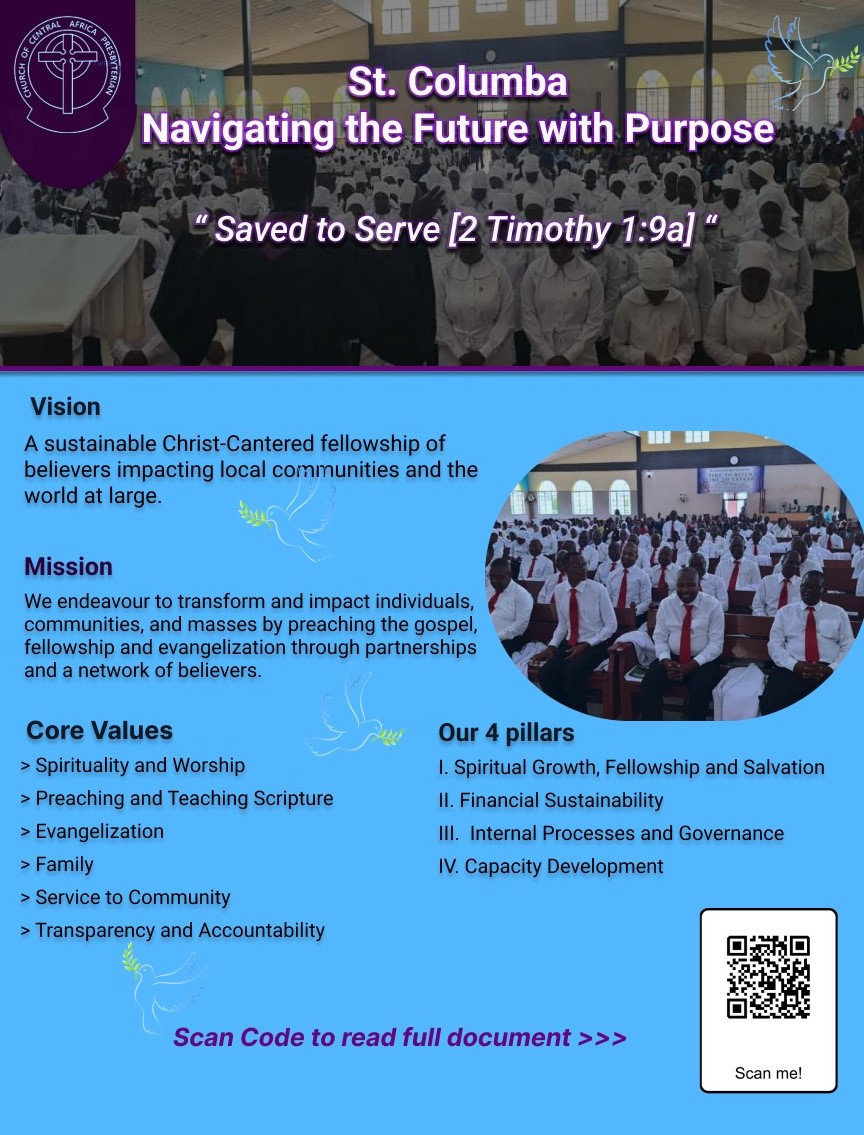 CHURCH OF CENTRAL AFRICA PRESBYTERIAN
St. Columba
Navigating the Future with Purpose
“ Saved to Serve [2 Timothy 1:9a] “
Vision
A sustainable Christ-Cantered fellowship of
believers impacting local communities and the
world at large.
Mission
We endeavour to transform and impact individuals,
communities, and masses by preaching the gospel,
fellowship and evangelization through partnerships
and a network of believers.
Core Values
> Spirituality and Worship
> Preaching and Teaching Scripture
> Evangelization
> Family
> Service to Community
> Transparency and Accountability
Our 4 pillars
I. Spiritual Growth, Fellowship and Salvation
II. Financial Sustainability
III. Internal Processes and Governance
IV. Capacity Development
Scan Code to read full document >>>
Scan me!